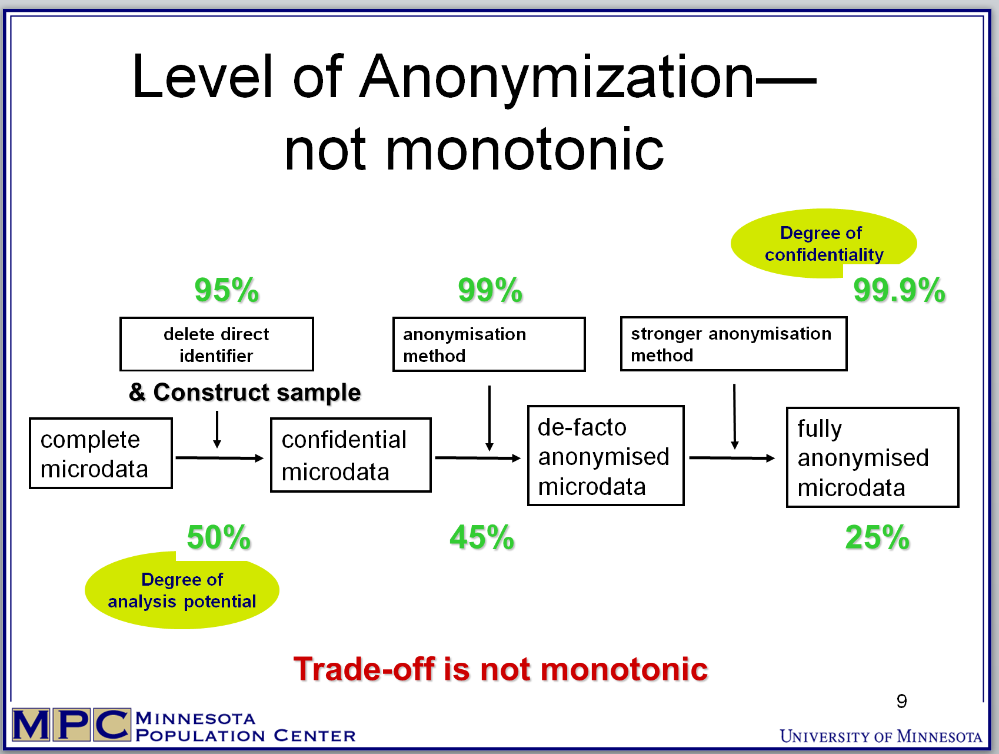 Level of Anonymization—
not monotonic
Degree of
confidentiality
95%
99%
99.9%
delete direct
identifier
anonymisation
method
stronger anonymisation
method
& Construct sample
complete
microdata
confidential
microdata
de-facto
anonymised
microdata
fully
anonymised
microdata
50%
45%
25%
Degree of
analysis potential
Trade-off is not monotonic
9
MPC
MINNESOTA
POPULATION CENTER
UNIVERSITY OF MINNESOTA